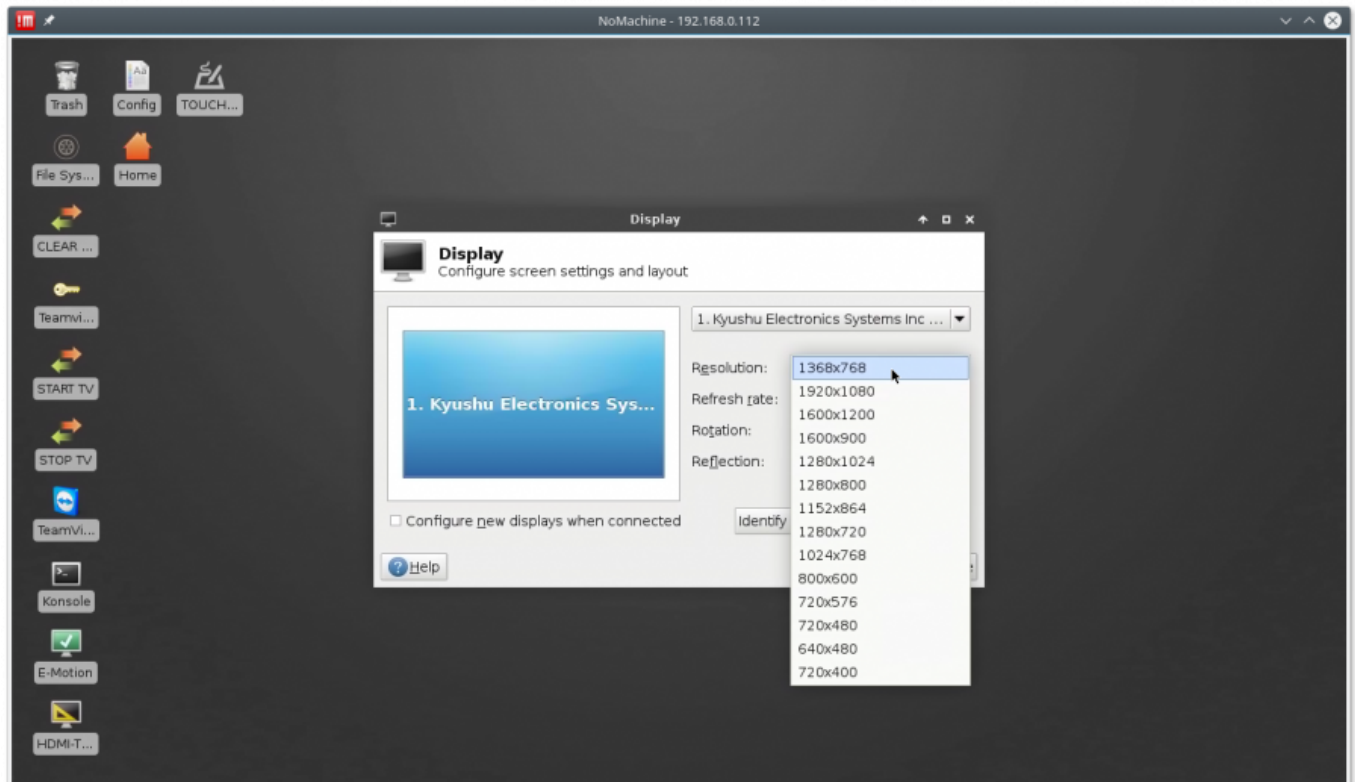 NoMachine - 192.168.0.112
Trash
Config
TOUCH...
File Sys...
Home
CLEAR ...
Teamvi...
START TV
STOP TV
TeamVi...
Konsole
E-Motion
HDMI-T...
Display
Display
Configure screen settings and layout
1. Kyushu Electronics Sys...
1. Kyushu Electronics Systems Inc ...
Resolution:
Refresh rate:
Rotation:
Reflection:
1368x768
1920x1080
1600x1200
1600x900
1280x1024
1280x800
1152x864
1280x720
1024x768
800x600
720x576
720x480
640x480
720x400
Configure new displays when connected
Identify
Help